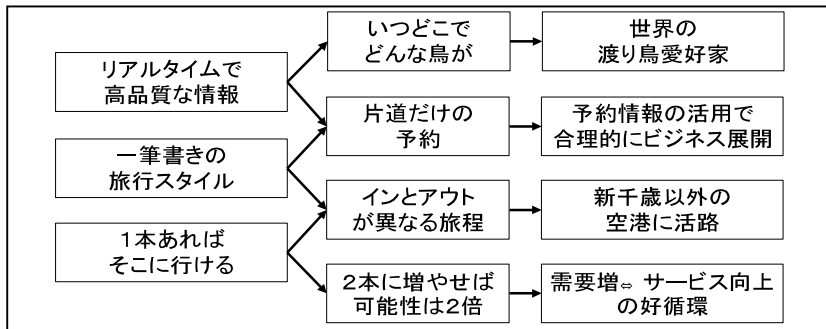 リアルタイムで
高品質な情報
一筆書きの
旅行スタイル
1本あれば
そこに行ける
いつどこで
どんな鳥が
片道だけの
予約
インとアウト
が異なる旅程
2本に増やせば
可能性は2倍
世界の
渡り鳥愛好家
予約情報の活用で
合理的にビジネス展開
新千歳以外の
空港に活路
需要増⇔ サービス向上
の好循環